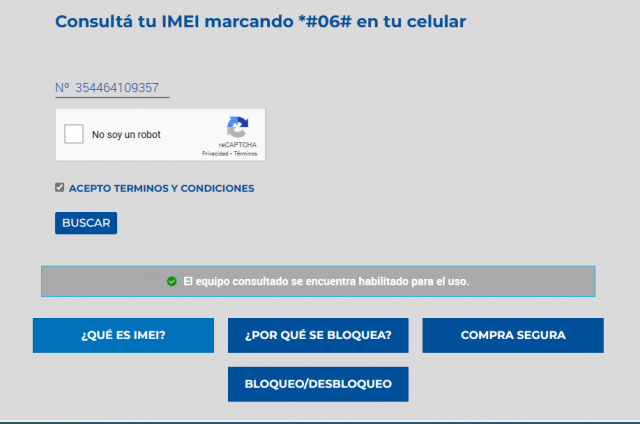 Consultá tu IMEI marcando *#06# en tu celular
Nº 354464109357
No soy un robot
reCAPTCHA
Privacidad - Términos
ACEPTO TERMINOS Y CONDICIONES
BUSCAR
El equipo consultado se encuentra habilitado para el uso.
¿QUÉ ES IMEI?
¿POR QUÉ SE BLOQUEA?
COMPRA SEGURA
BLOQUEO/DESBLOQUEO